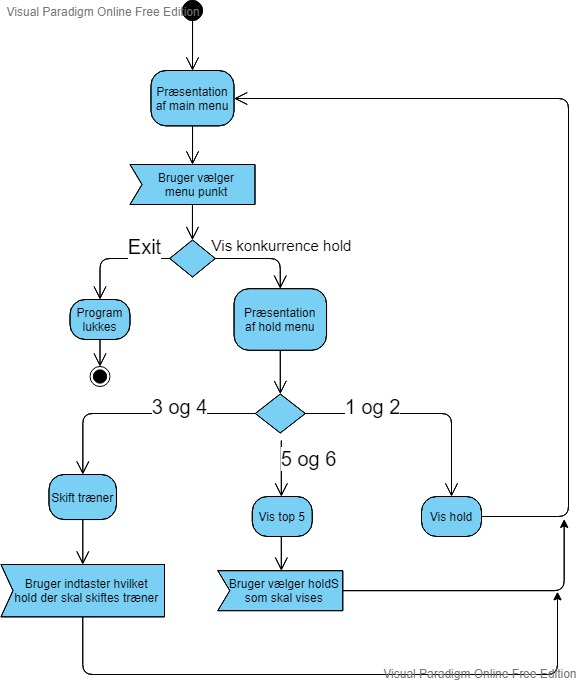 Visual Paradigm Online Free Edition
Præsentation
af main menu
Bruger vælger
menu punkt
Exit
Vis konkurrence hold
Program
lukkes
Præsentation
af hold menu
3 og 4
1 og 2
5 og 6
Skift træner
Vis top 5
Vis hold
Bruger indtaster hvilket
hold der skal skiftes træner
Bruger vælger holdS
som skal vises
Visual Paradigm Online Free Edition